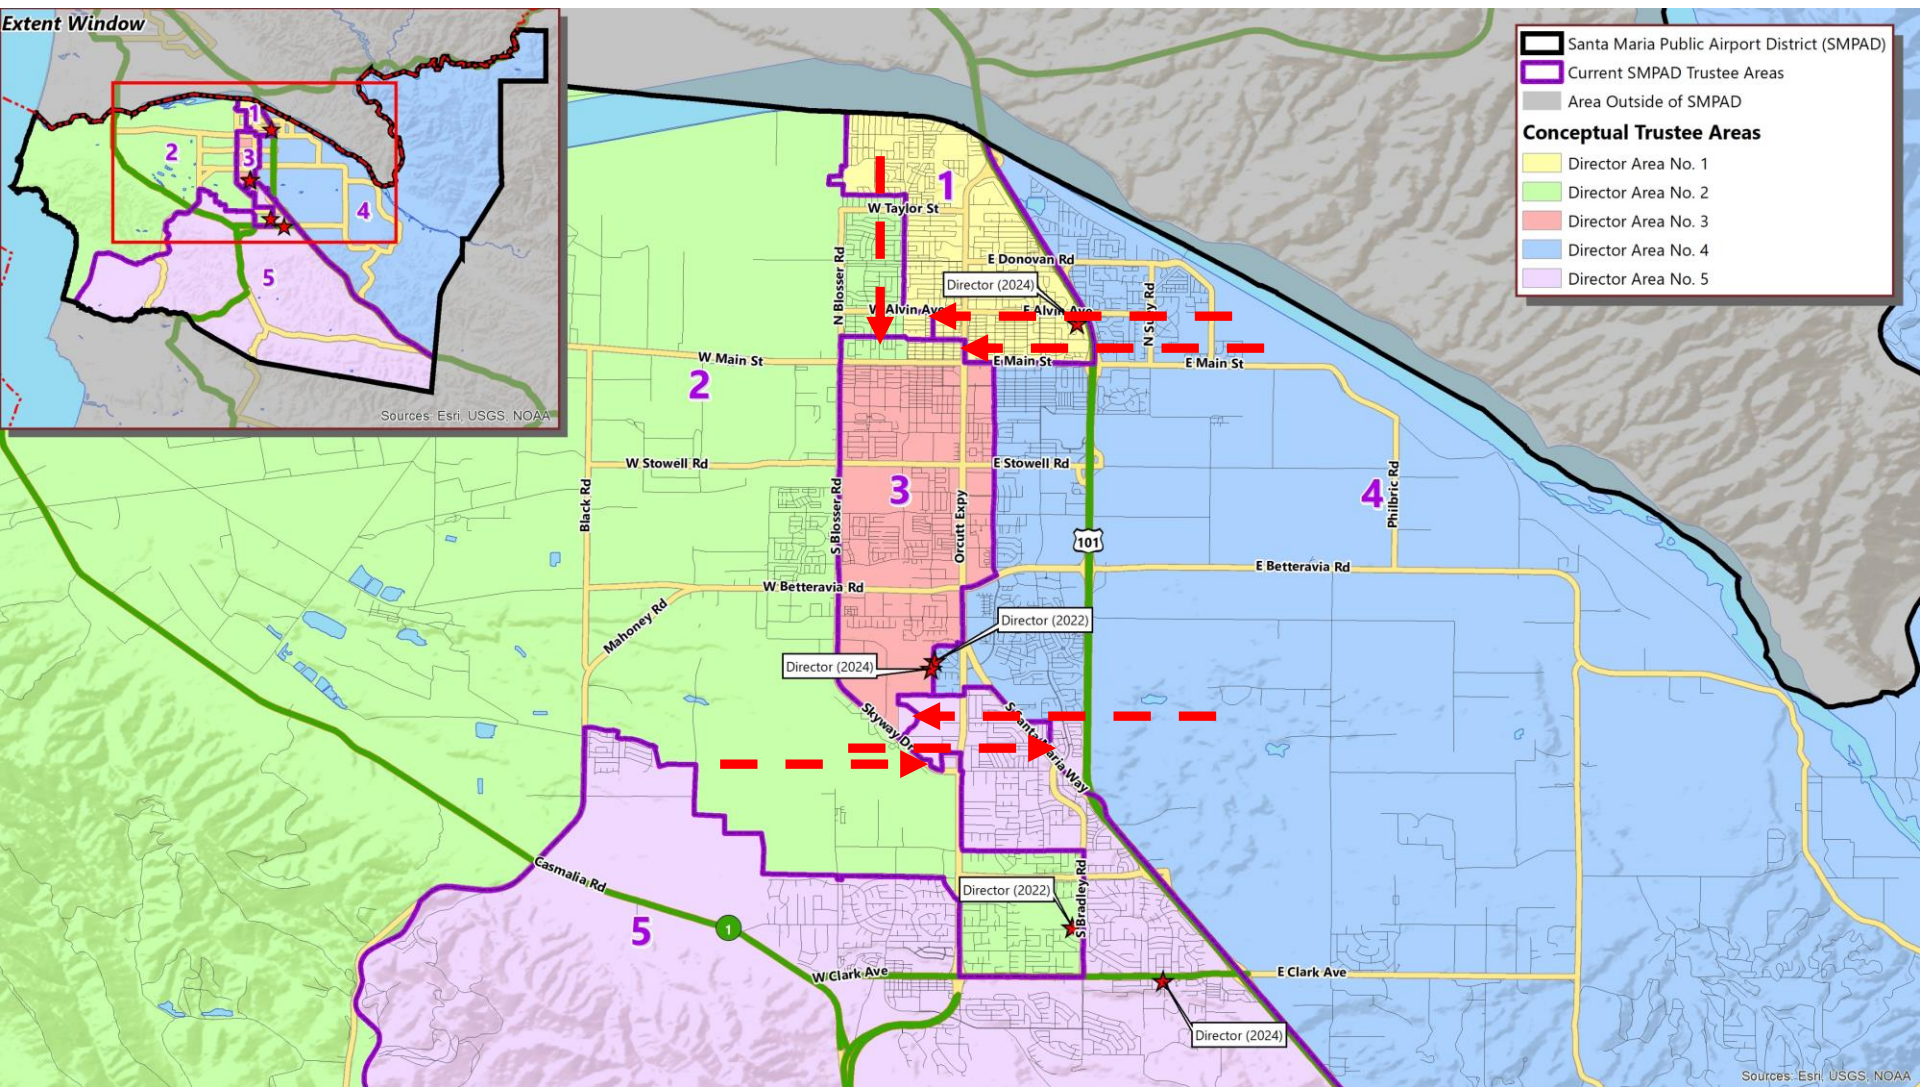 Extent Window
1
2
3
4
5
Sources: Esri, USGS, NOAA
Santa Maria Public Airport District (SMPAD)
Current SMPAD Trustee Areas
Area Outside of SMPAD
Conceptual Trustee Areas
Director Area No. 1
Director Area No. 2
Director Area No. 3
Director Area No. 4
Director Area No. 5
1
W Taylor St
N Blosser Rd
E Donovan Rd
Director (2024)
W Alvin Ave
E Alvin Ave
N Suey Rd
W Main St
E Main St
E Main St
2
W Stowell Rd
E Stowell Rd
Black Rd
S Blosser Rd
3
Orcutt Expy
4
Philbric Rd
101
W Betteravia Rd
E Betteravia Rd
Mahoney Rd
Director (2022)
Director (2024)
Skyway Dr
S Santa Maria Way
Casmalia Rd
Director (2022)
S Bradley Rd
5
1
W Clark Ave
E Clark Ave
Director (2024)
Sources: Esri, USGS, NOAA